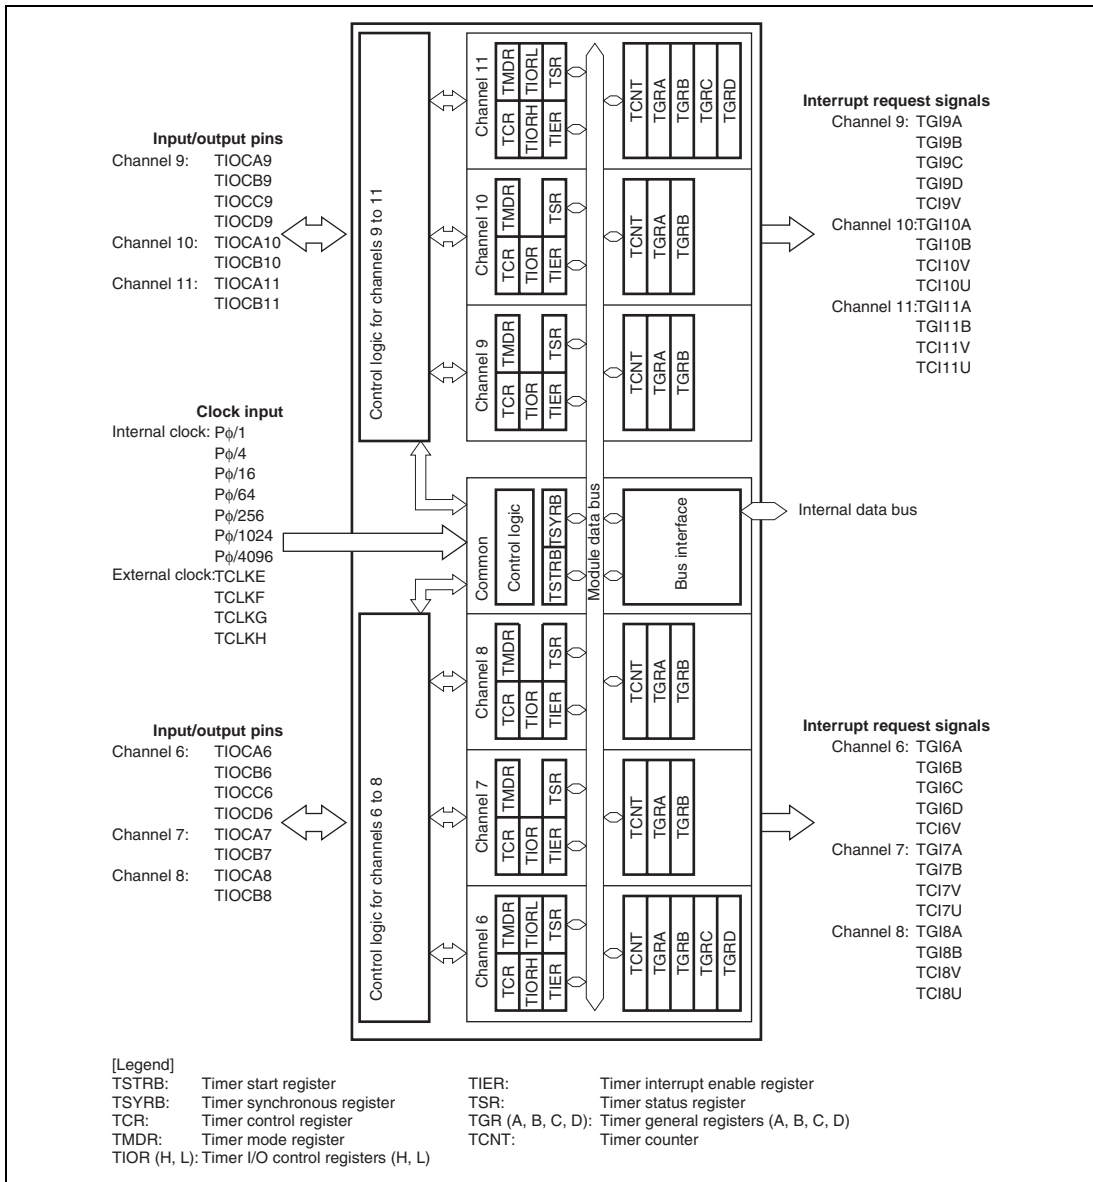 Input/output pins
Channel 9: TIOCA9
TIOCB9
TIOCC9
TIOCD9
Channel 10: TIOCA10
TIOCB10
Channel 11: TIOCA11
TIOCB11
Clock input
Internal clock: Pϕ/1
Pϕ/4
Pϕ/16
Pϕ/64
Pϕ/256
Pϕ/1024
Pϕ/4096
External clock: TCLKE
TCLKF
TCLKG
TCLKH
Input/output pins
Channel 6: TIOCA6
TIOCB6
TIOCC6
TIOCD6
Channel 7: TIOCA7
TIOCB7
Channel 8: TIOCA8
TIOCB8
Control logic for channels 9 to 11
Control logic for channels 6 to 8
Channel 11
TCR TMDR
TIORH TIORL
TIER TSR
TCNT
TGRA
TGRB
TGRC
TGRD
Channel 10
TCR TMDR
TIOR
TIER TSR
TCNT
TGRA
TGRB
Channel 9
TCR TMDR
TIOR
TIER TSR
TCNT
TGRA
TGRB
Common
Control logic
TSTRB TSYRB
Module data bus
Bus interface
Channel 8
TCR TMDR
TIOR
TIER TSR
TCNT
TGRA
TGRB
Channel 7
TCR TMDR
TIOR
TIER TSR
TCNT
TGRA
TGRB
Channel 6
TCR TMDR
TIORH TIORL
TIER TSR
TCNT
TGRA
TGRB
TGRC
TGRD
Interrupt request signals
Channel 9: TGI9A
TGI9B
TGI9C
TGI9D
TCI9V
Channel 10: TGI10A
TGI10B
TCI10V
TCI10U
Channel 11: TGI11A
TGI11B
TCI11V
TCI11U
Internal data bus
Interrupt request signals
Channel 6: TGI6A
TGI6B
TGI6C
TGI6D
TCI6V
Channel 7: TGI7A
TGI7B
TCI7V
TCI7U
Channel 8: TGI8A
TGI8B
TCI8V
TCI8U
[Legend]
TSTRB: Timer start register
TSYRB: Timer synchronous register
TCR: Timer control register
TMDR: Timer mode register
TIOR (H, L): Timer I/O control registers (H, L)
TIER: Timer interrupt enable register
TSR: Timer status register
TGR (A, B, C, D): Timer general registers (A, B, C, D)
TCNT: Timer counter